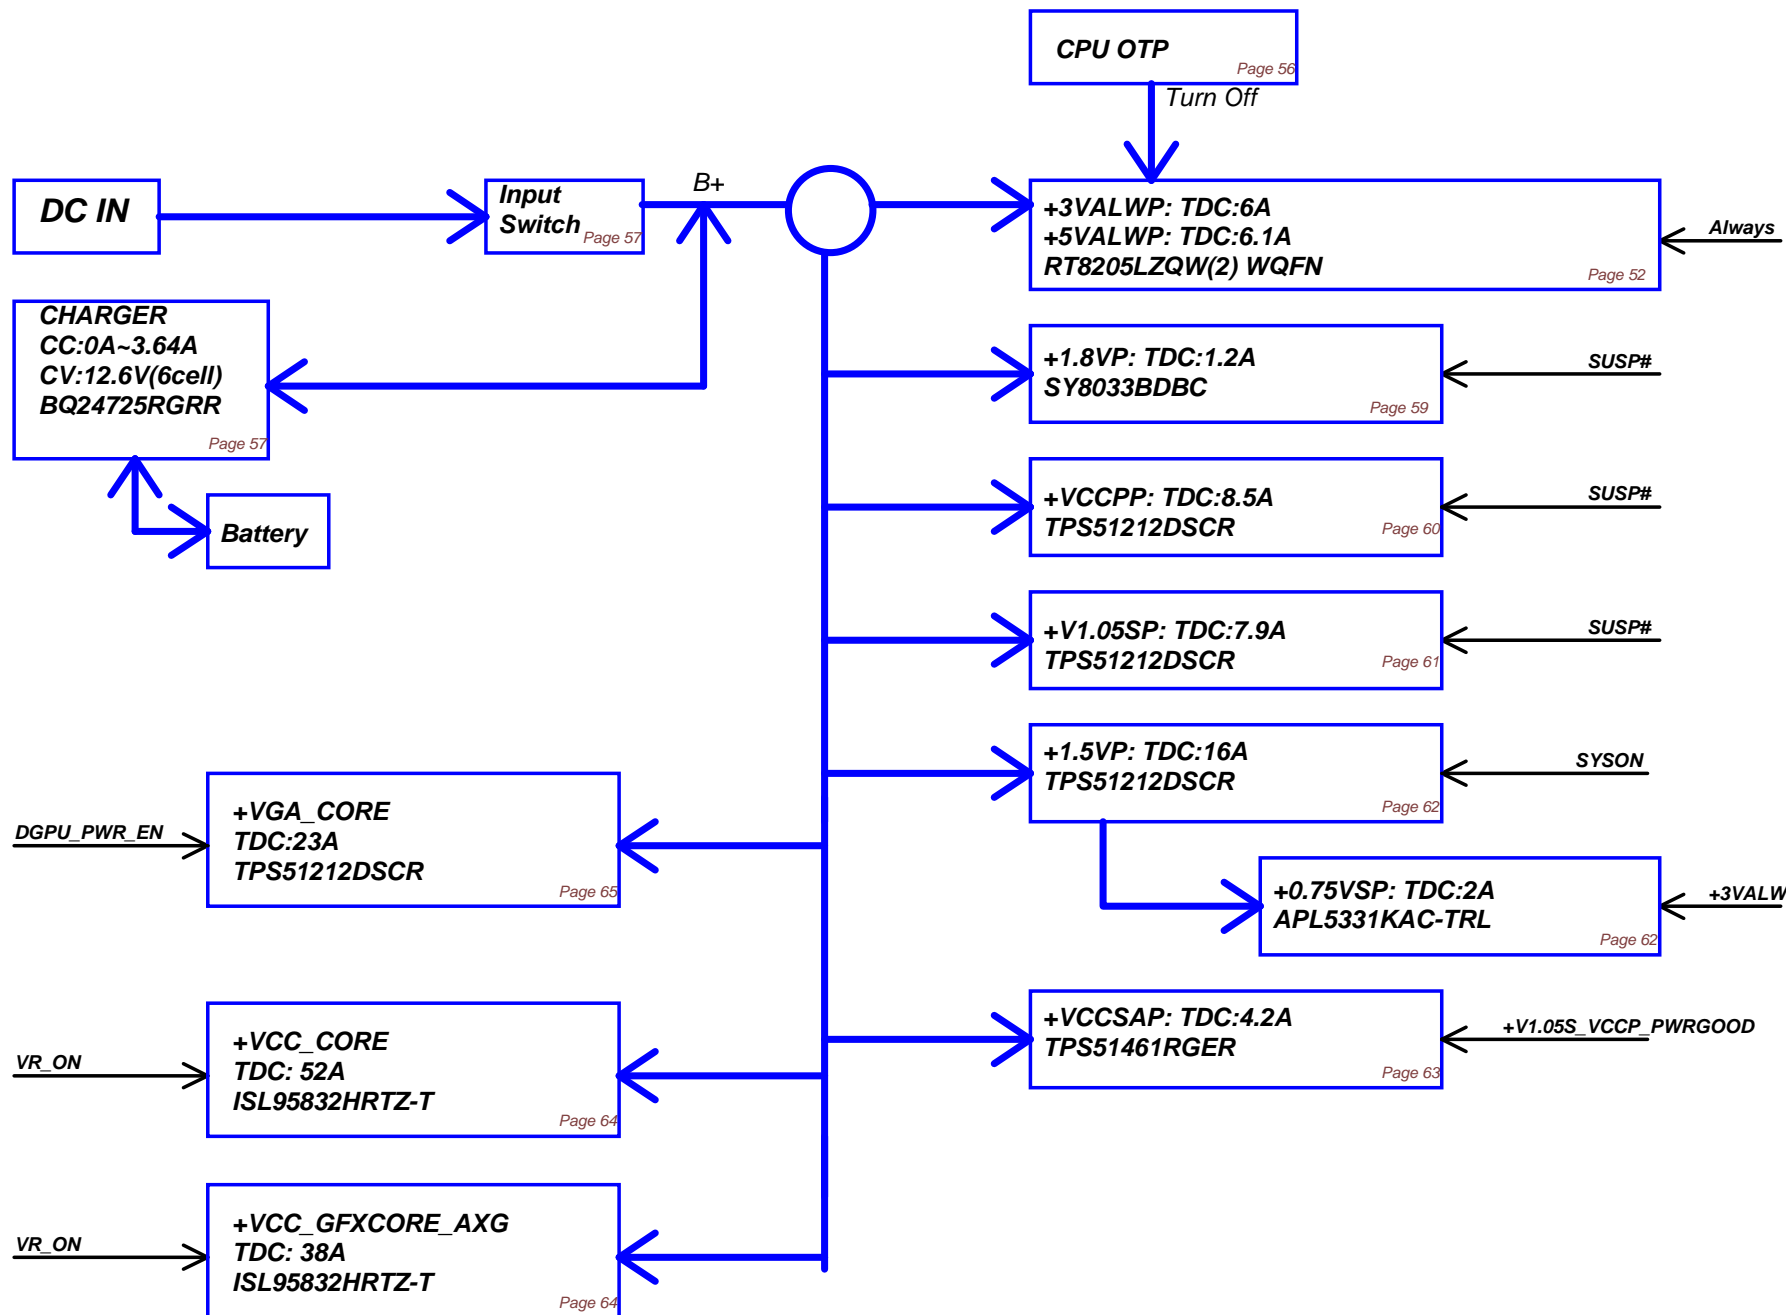 CPU OTP
Page 56
Turn Off
DC IN
Input
Switch
Page 57
B+
+3VALWP: TDC:6A
+5VALWP: TDC:6.1A
RT8205LZQW(2) WQFN
Page 52
Always
CHARGER
CC:0A~3.64A
CV:12.6V(6cell)
BQ24725RGRR
Page 57
Battery
+1.8VP: TDC:1.2A
SY8033BDBC
Page 59
SUSP#
+VCCPP: TDC:8.5A
TPS51212DSCR
Page 60
SUSP#
+V1.05SP: TDC:7.9A
TPS51212DSCR
Page 61
SUSP#
+1.5VP: TDC:16A
TPS51212DSCR
Page 62
SYSON
DGPU_PWR_EN
+VGA_CORE
TDC:23A
TPS51212DSCR
Page 65
+0.75VSP: TDC:2A
APL5331KAC-TRL
Page 62
+3VALW
+VCCSAP: TDC:4.2A
TPS51461RGER
Page 63
+V1.05S_VCCP_PWRGOOD
VR_ON
+VCC_CORE
TDC: 52A
ISL95832HRTZ-T
Page 64
VR_ON
+VCC_GFXCORE_AXG
TDC: 38A
ISL95832HRTZ-T
Page 64